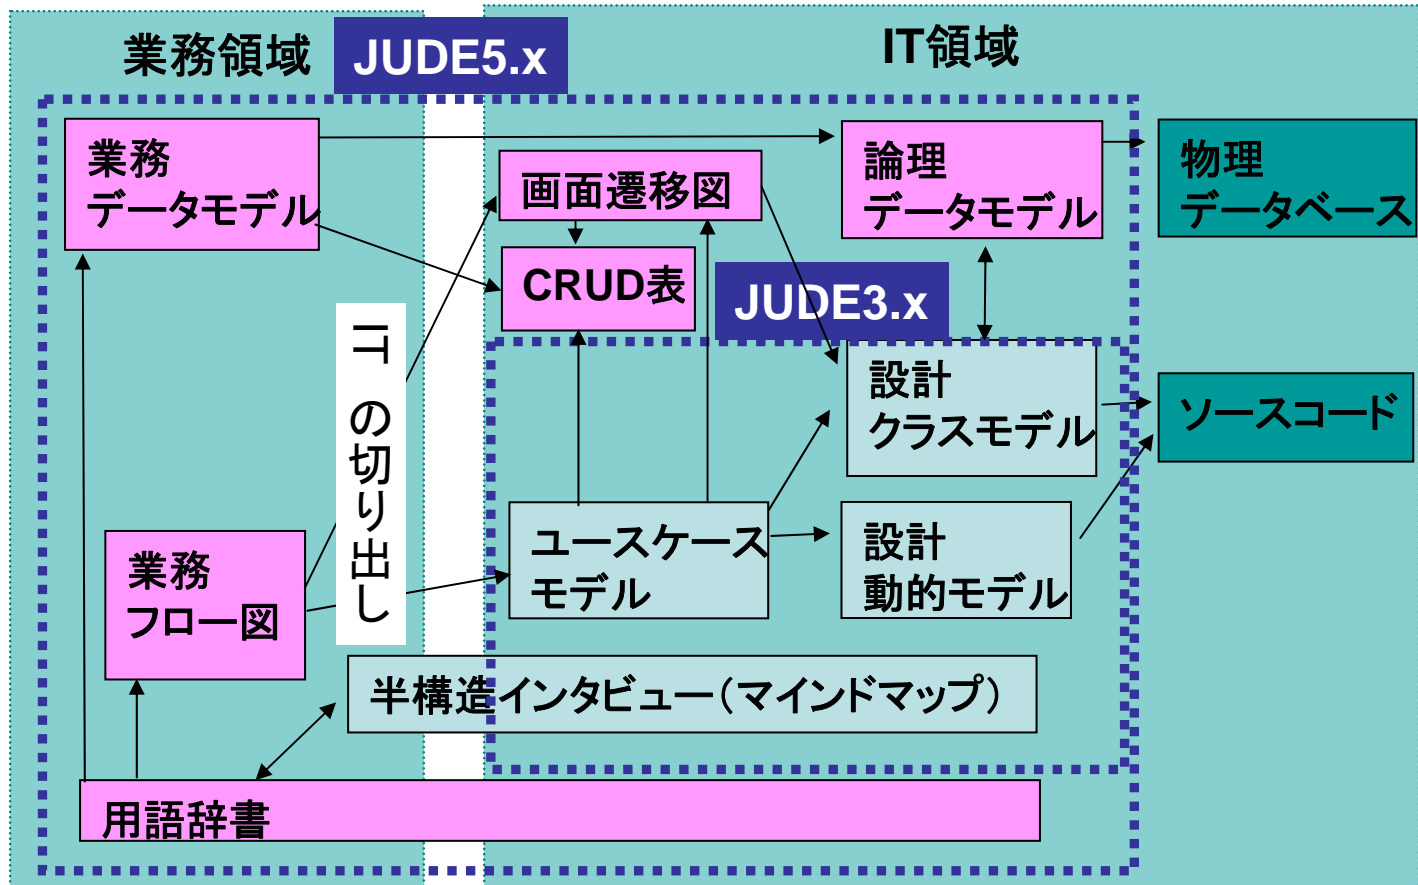 業務領域
JUDE5.x
IT領域
業務
データモデル
画面遷移図
論理
データモデル
物理
データベース
CRUD表
JUDE3.x
IT の切り出し
設計
クラスモデル
ソースコード
業務
フロー図
ユースケース
モデル
設計
動的モデル
半構造インタビュー（マインドマップ）
用語辞書